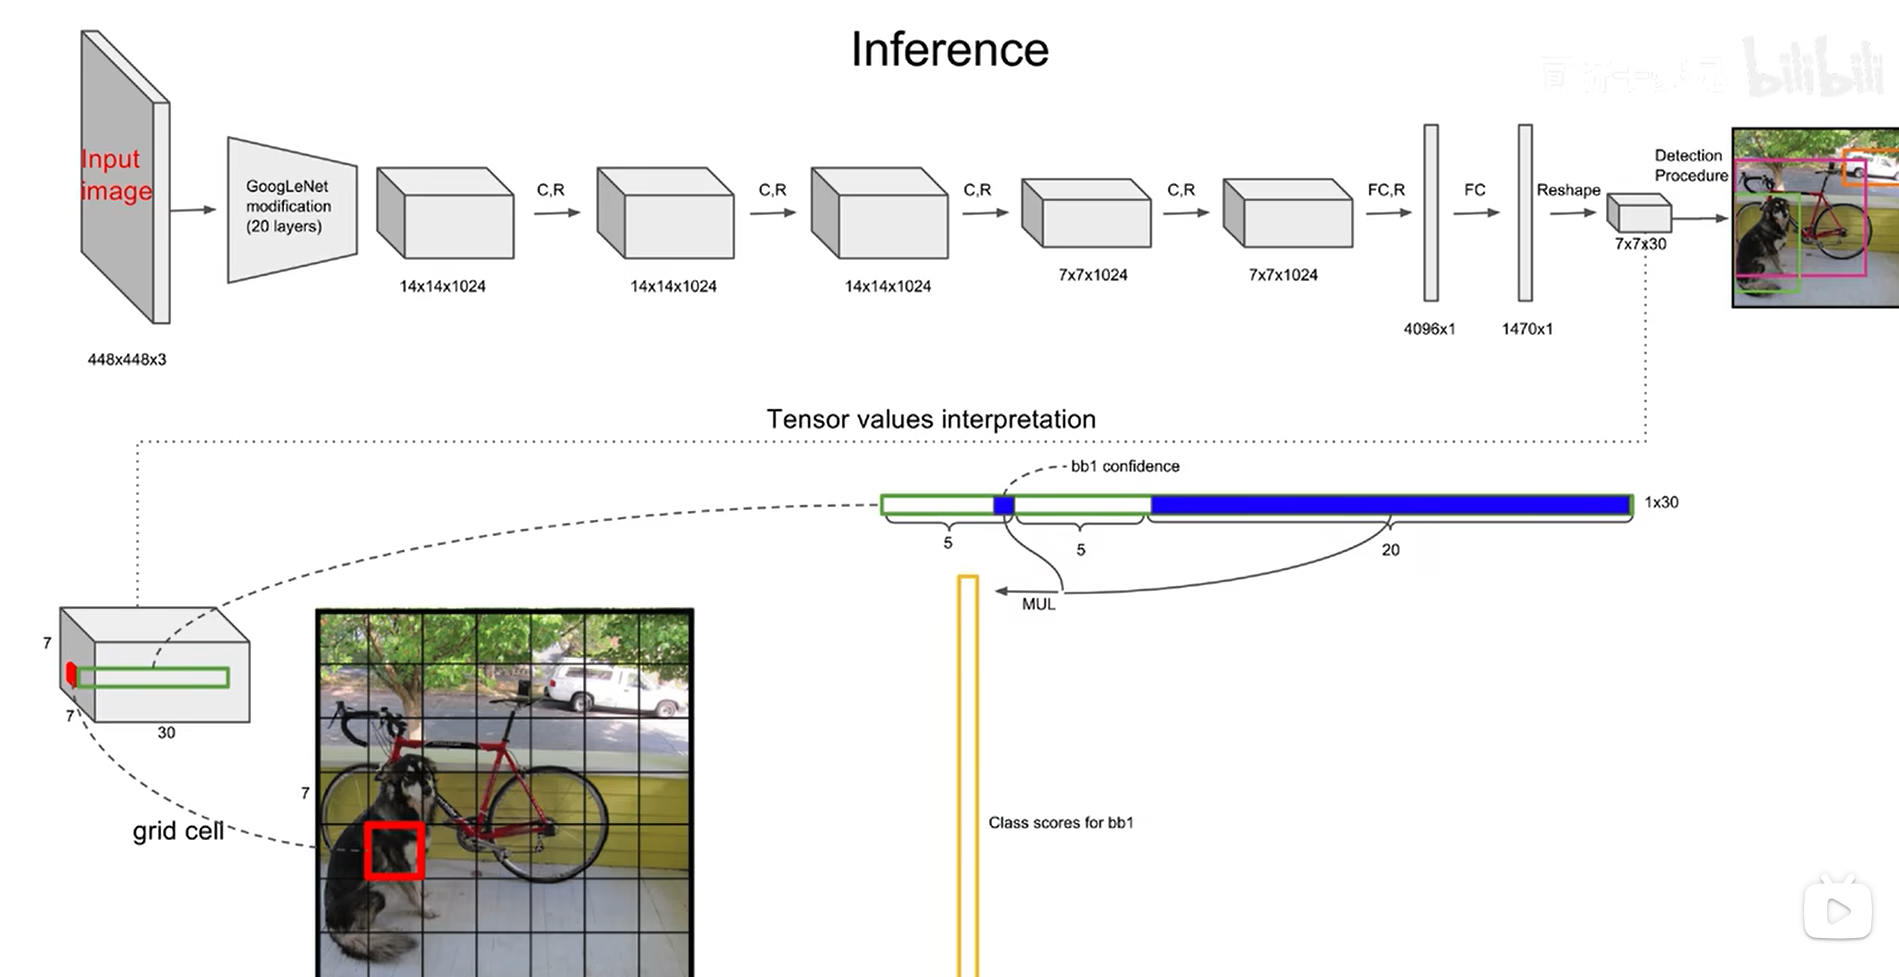 Inference
bilibili
Input
image
GoogLeNet
modification
(20 layers)
C,R
C,R
C,R
C,R
FC,R
FC
Reshape
Detection
Procedure
448x448x3
14x14x1024
14x14x1024
14x14x1024
7x7x1024
7x7x1024
4096x1
1470x1
7x7x30
Tensor values interpretation
bb1 confidence
1x30
5
5
20
MUL
7
7
30
7
grid cell
Class scores for bb1